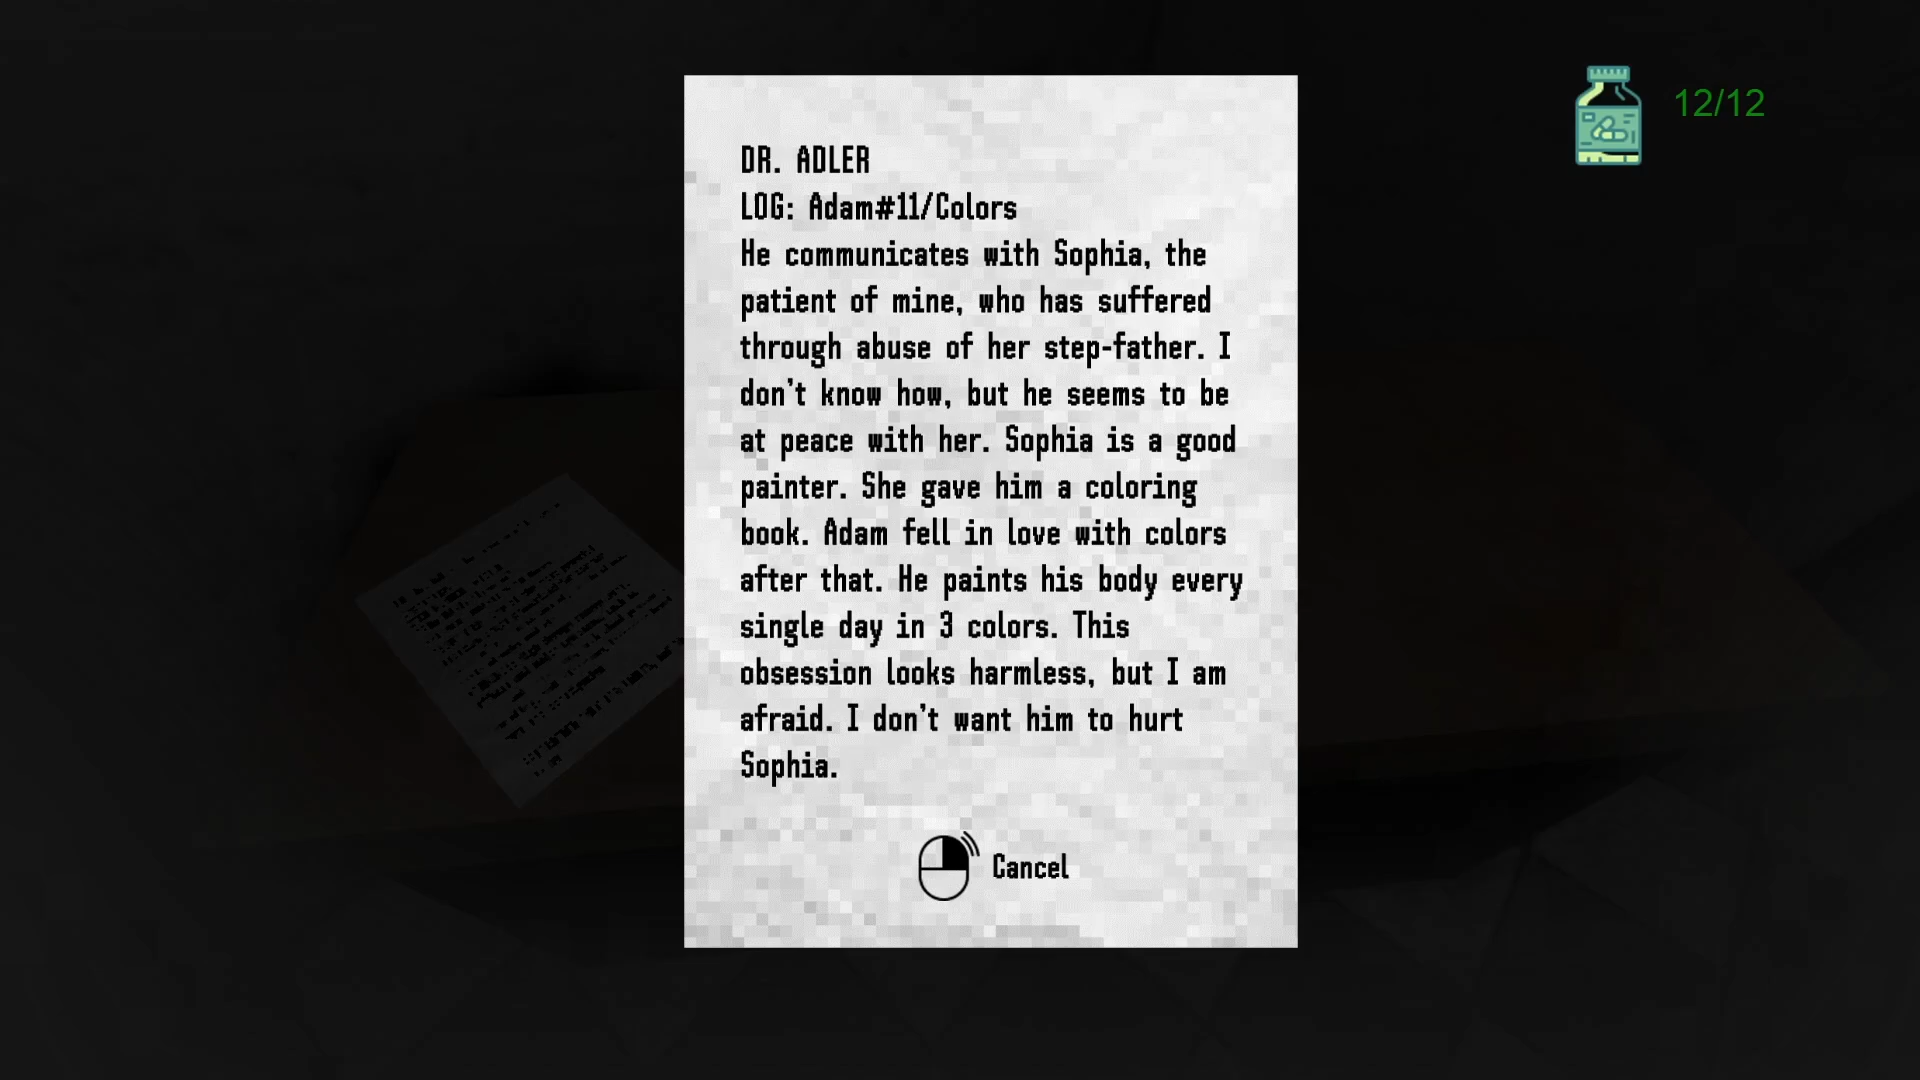 DR. ADLER
LOG: Adam#11/Colors
He communicates with Sophia, the
patient of mine, who has suffered
through abuse of her step-father. I
don't know how, but he seems to be
at peace with her. Sophia is a good
painter. She gave him a coloring
book. Adam fell in love with colors
after that. He paints his body every
single day in 3 colors. This
obsession looks harmless, but I am
afraid. I don't want him to hurt
Sophia.
Cancel
12/12